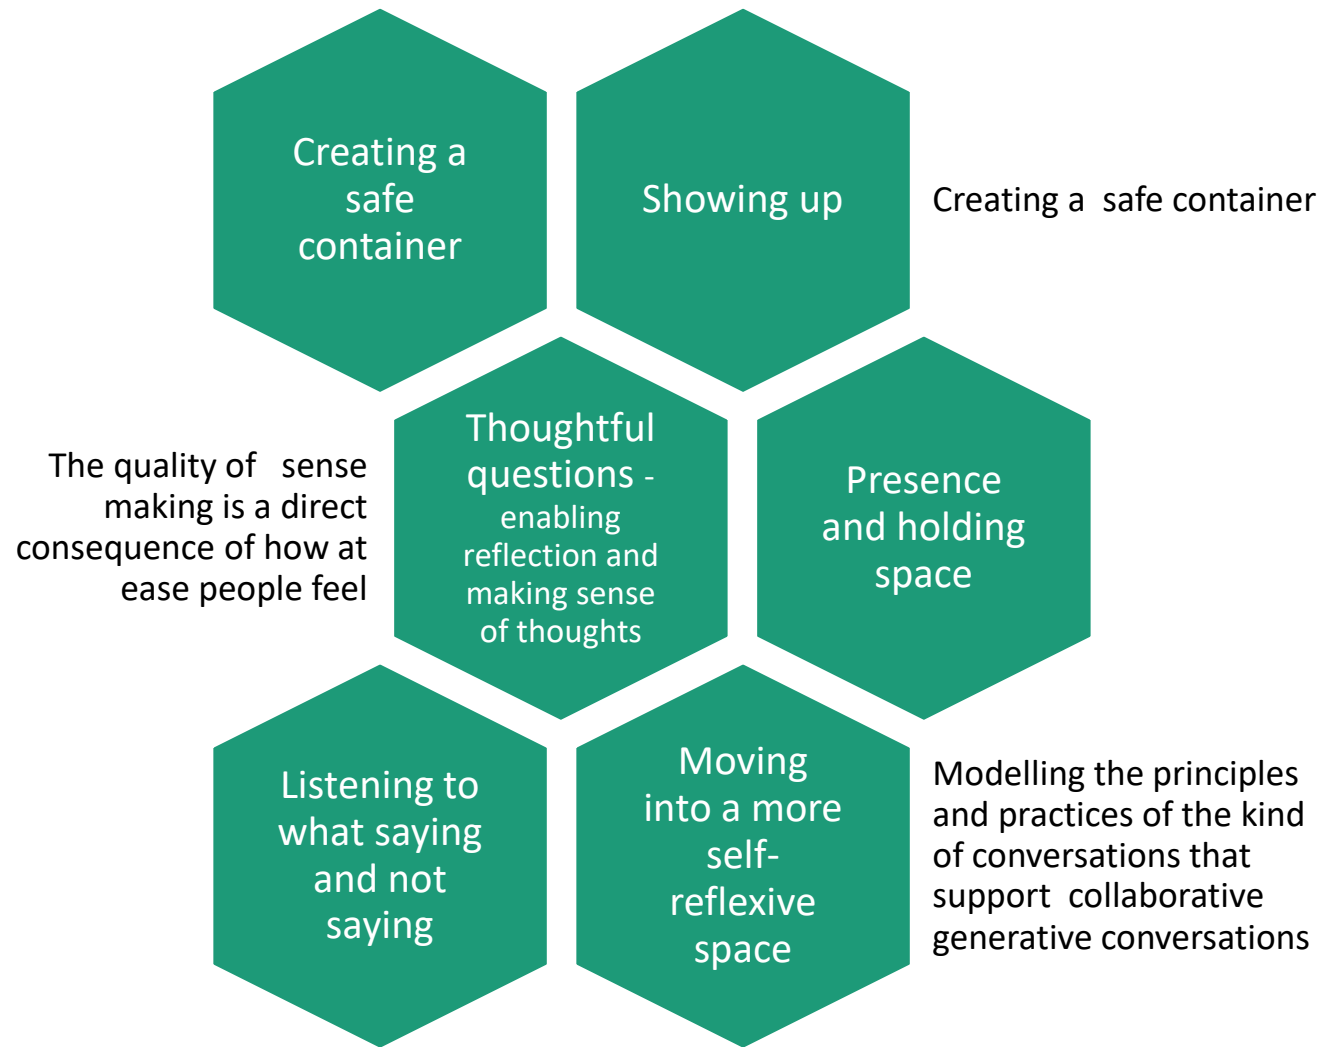 Creating a
safe
container
Showing up
Creating a  safe container
The quality of   sense
making is a direct
consequence of how at
ease people feel
Thoughtful
questions -
enabling
reflection and
making sense
of thoughts
Presence
and holding
space
Listening to
what saying
and not
saying
Moving
into a more
self-
reflexive
space
Modelling the principles
and practices of the kind
of conversations that
support  collaborative
generative conversations